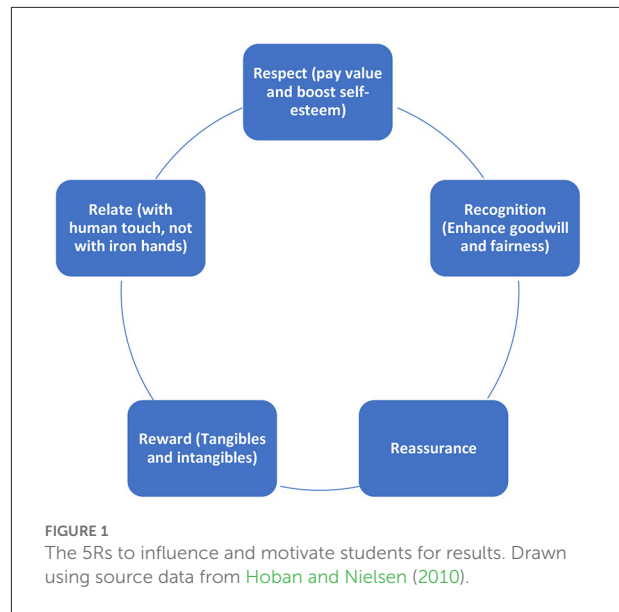 Respect (pay value
and boost self-
esteem)
Recognition
(Enhance goodwill
and fairness)
Reassurance
Reward (Tangibles
and intangibles)
Relate (with
human touch, not
with iron hands)
FIGURE 1
The 5Rs to influence and motivate students for results. Drawn
using source data from Hoban and Nielsen (2010).